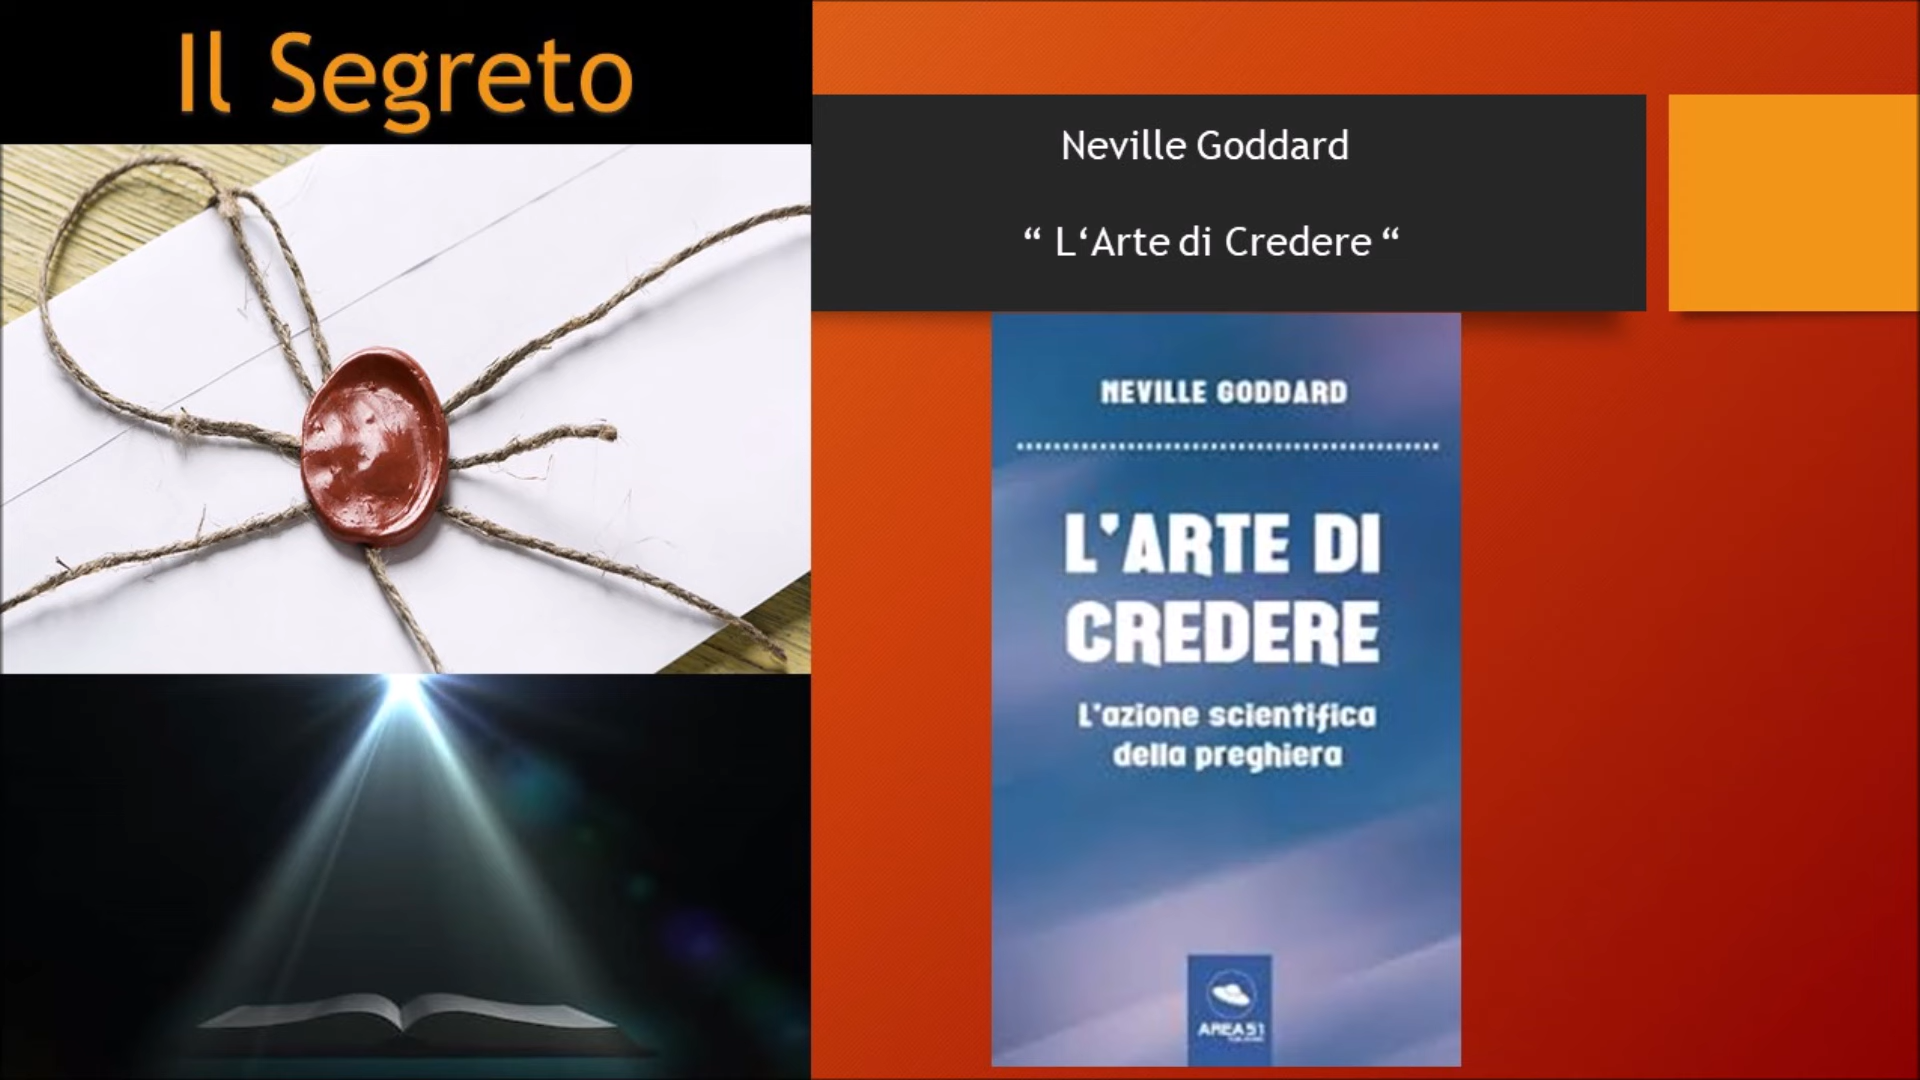 Il Segreto
Neville Goddard
“ L‘Arte di Credere “
NEVILLE GODDARD
L'ARTE DI
CREDERE
L'azione scientifica
della preghiera
AREA51